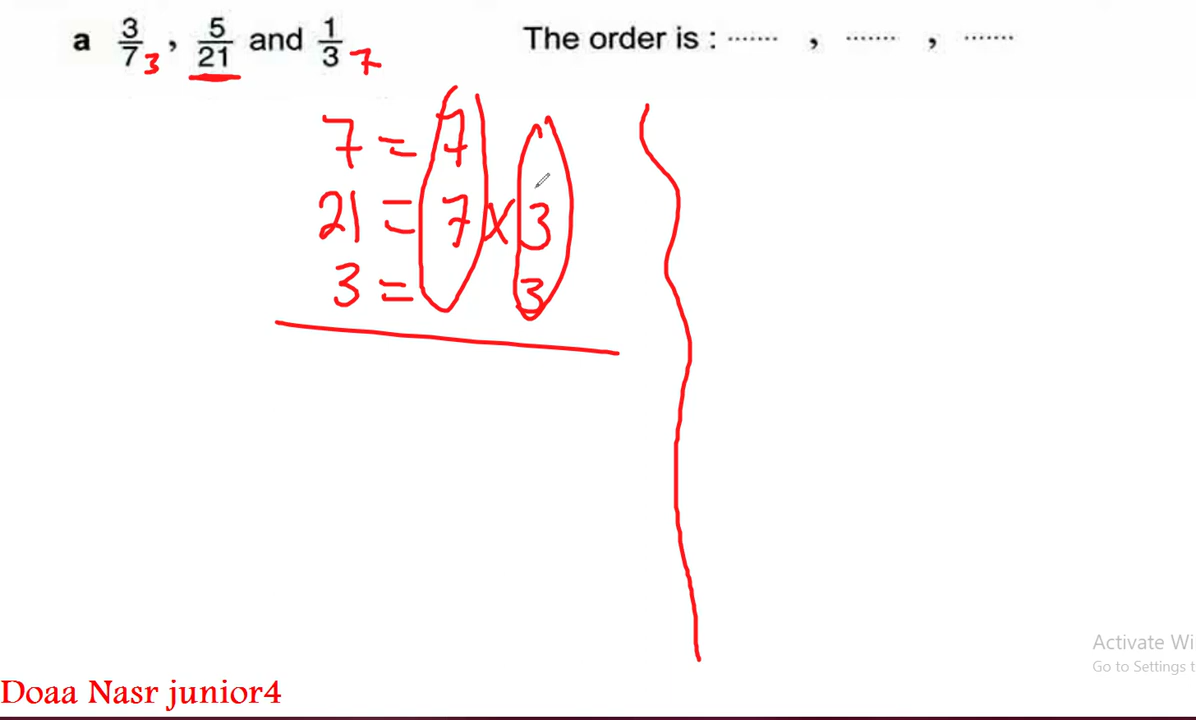 a 3/7 3 , 5/21 and 1/3 7 The order is : ....... , ....... , .......
7 = 7
21 = 7 x 3
3 = 3
Activate Wi
Go to Settings t
Doaa Nasr junior4